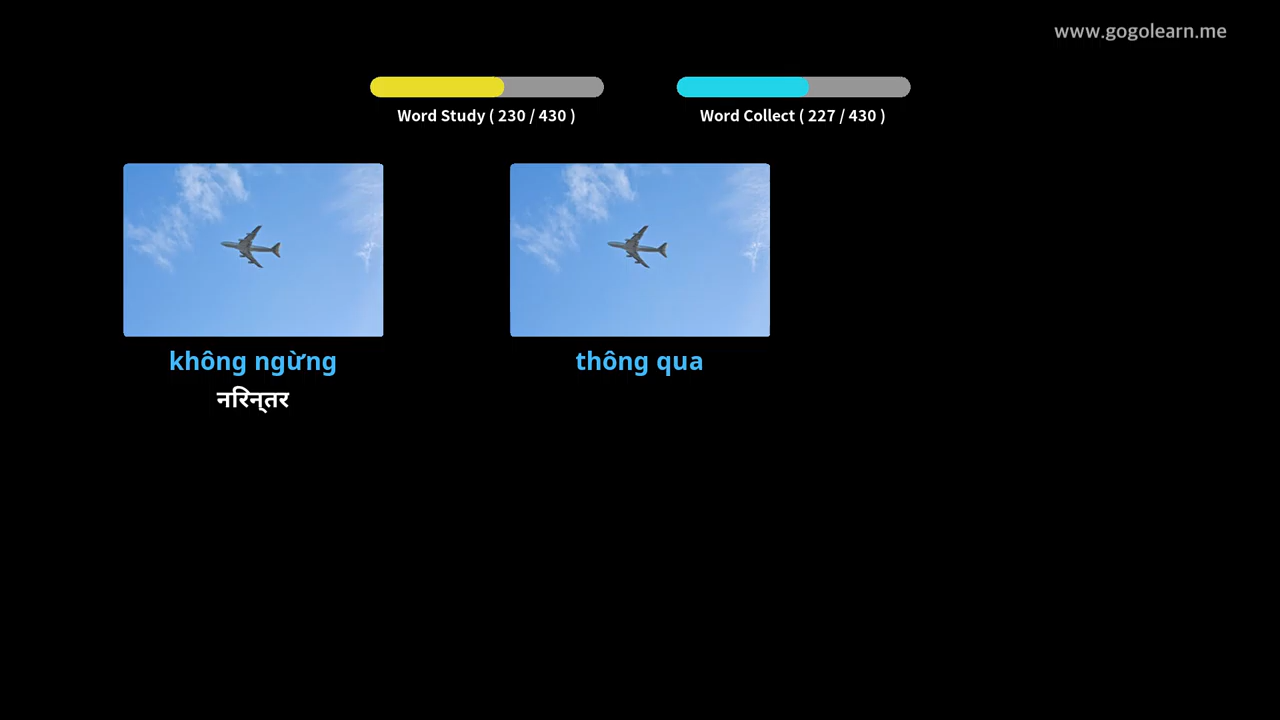 www.gogolearn.me
Word Study ( 230 / 430 )
Word Collect ( 227 / 430 )
không ngừng
thông qua
निरन्तर